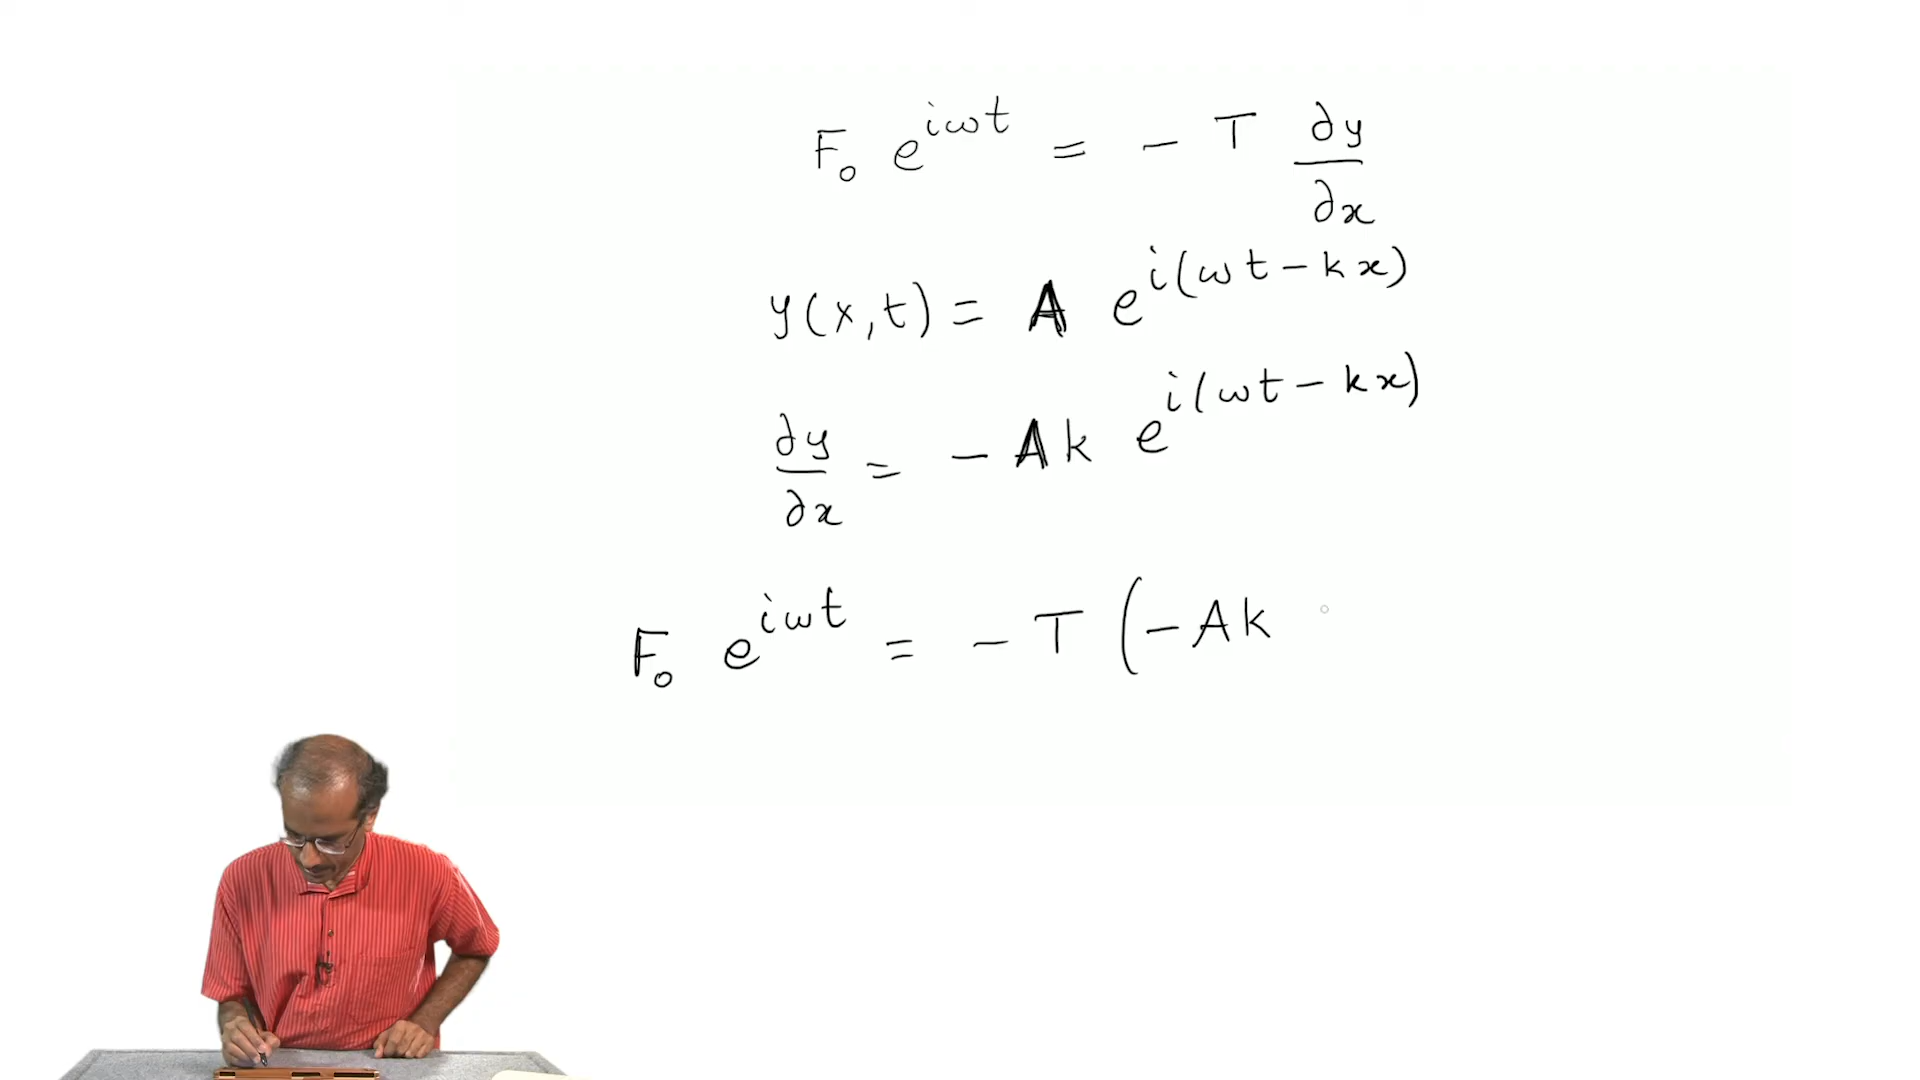 F₀ e^{iωt} = - T ∂y/∂x
y(x,t) = A e^{i(ωt - kx)}
∂y/∂x = - Ak e^{i(ωt - kx)}
F₀ e^{iωt} = - T (- Ak